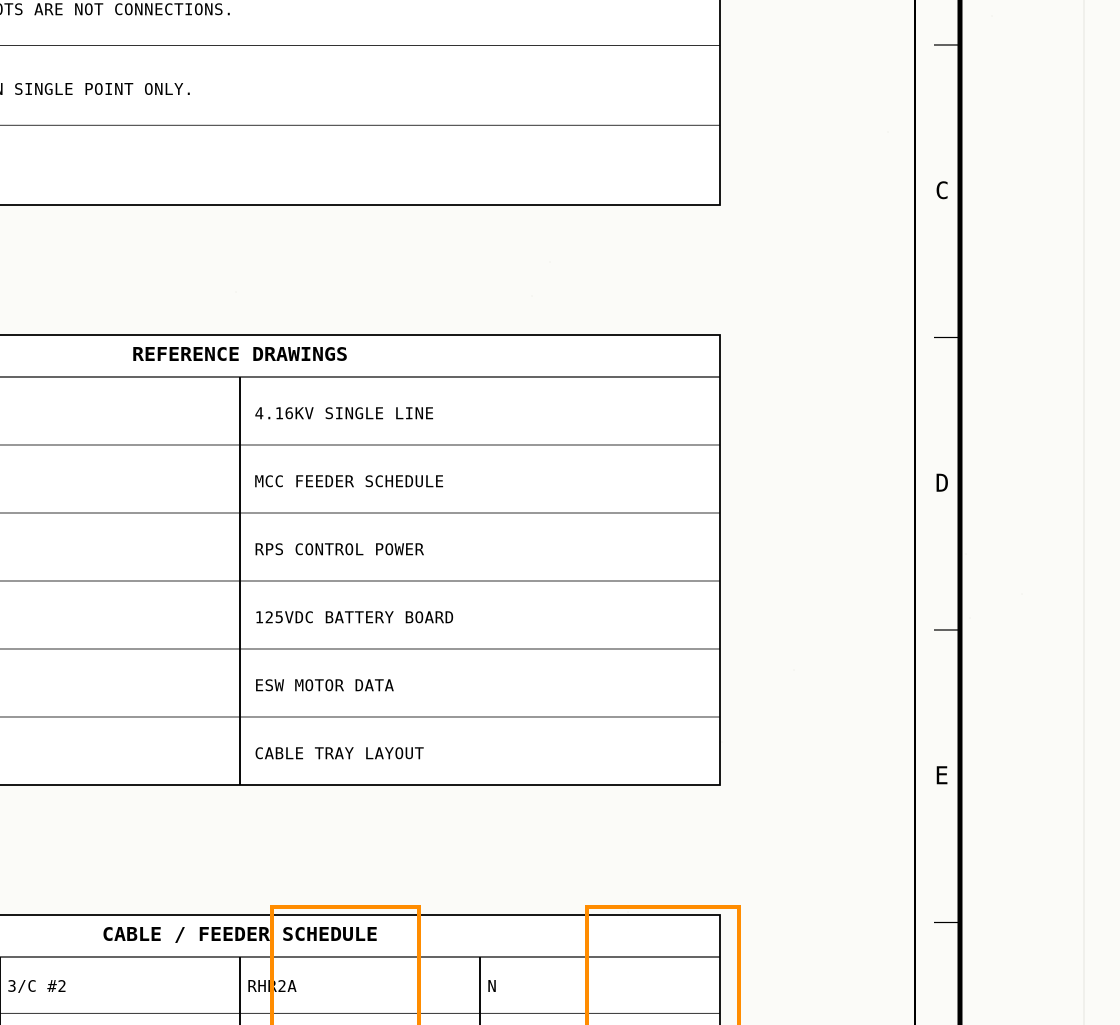 OTS ARE NOT CONNECTIONS.
N SINGLE POINT ONLY.
C
REFERENCE DRAWINGS
4.16KV SINGLE LINE
MCC FEEDER SCHEDULE
D
RPS CONTROL POWER
125VDC BATTERY BOARD
ESW MOTOR DATA
CABLE TRAY LAYOUT
E
CABLE / FEEDER SCHEDULE
3/C #2 RHR2A N